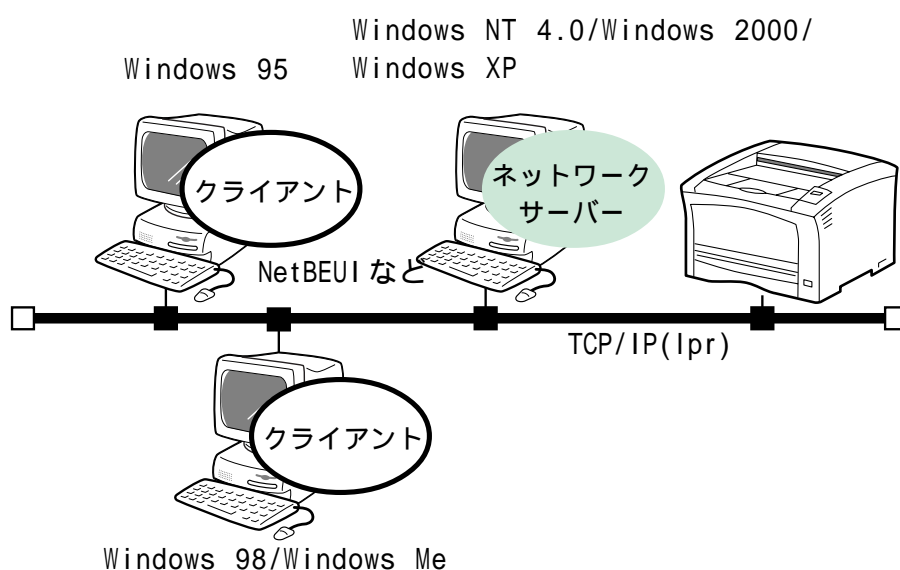 Windows NT 4.0/Windows 2000/
Windows XP
Windows 95
クライアント
ネットワーク
サーバー
NetBEUIなど
TCP/IP(lpr)
クライアント
Windows 98/Windows Me